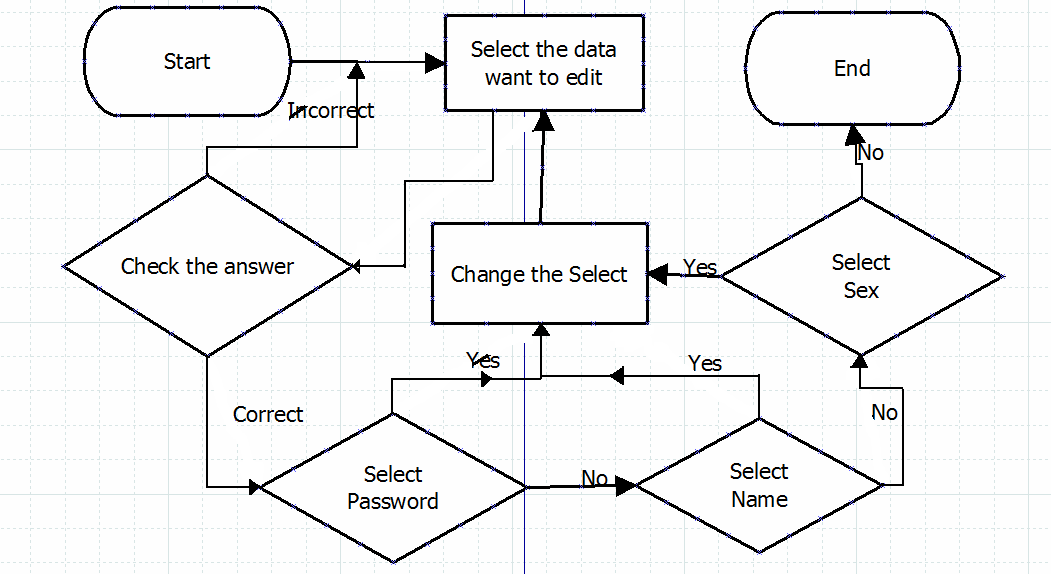 Start
Select the data
want to edit
End
Incorrect
No
Check the answer
Change the Select
Yes
Select
Sex
Yes
Yes
Correct
No
Select
Password
No
Select
Name